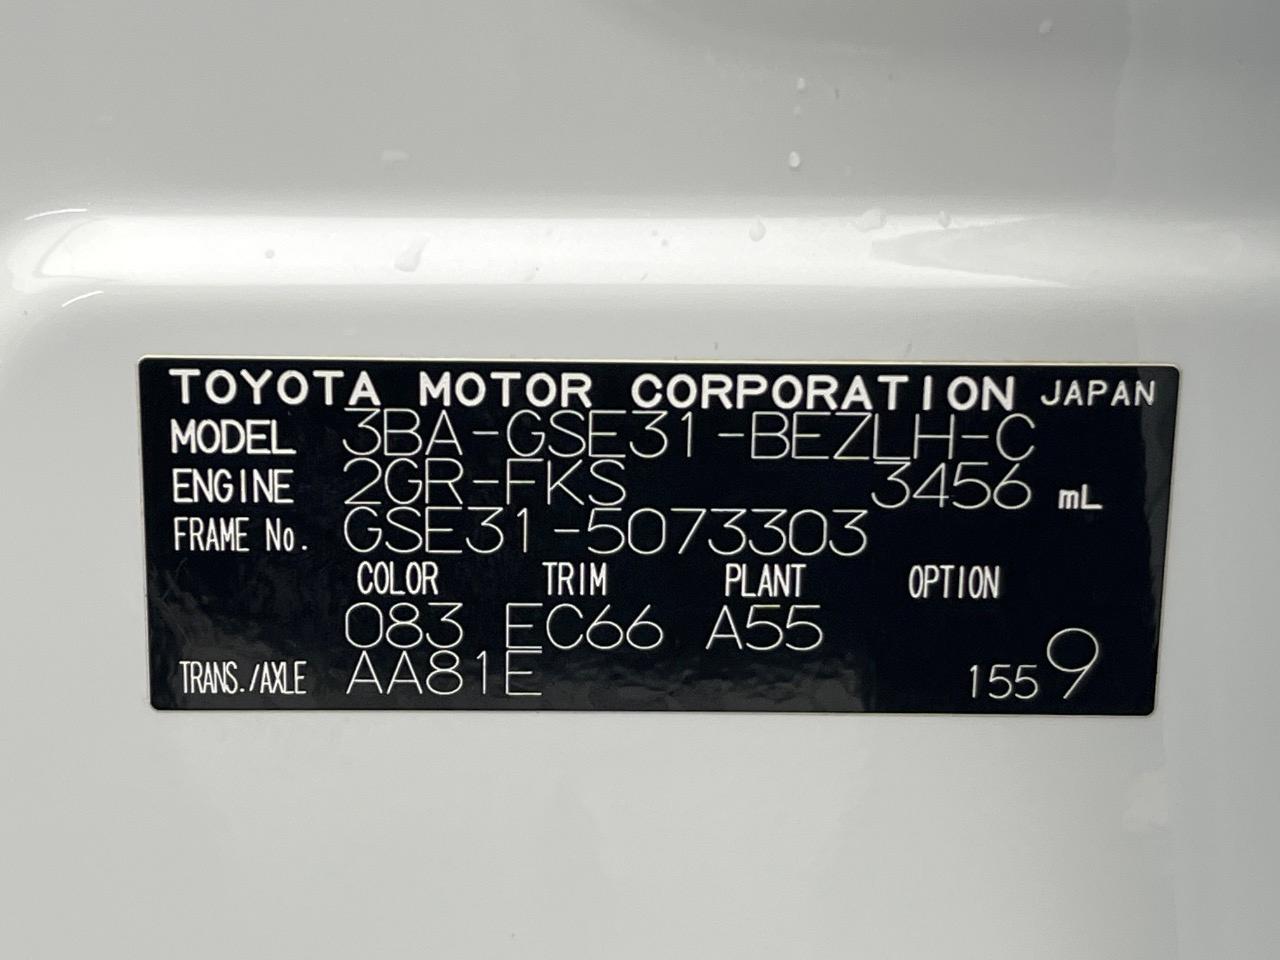 TOYOTA MOTOR CORPORATION JAPAN
MODEL 3BA-GSE31-BEZLH-C
ENGINE 2GR-FKS 3456 mL
FRAME No. GSE31-5073303
COLOR TRIM PLANT OPTION
083 EC66 A55
TRANS./AXLE AA81E 1559